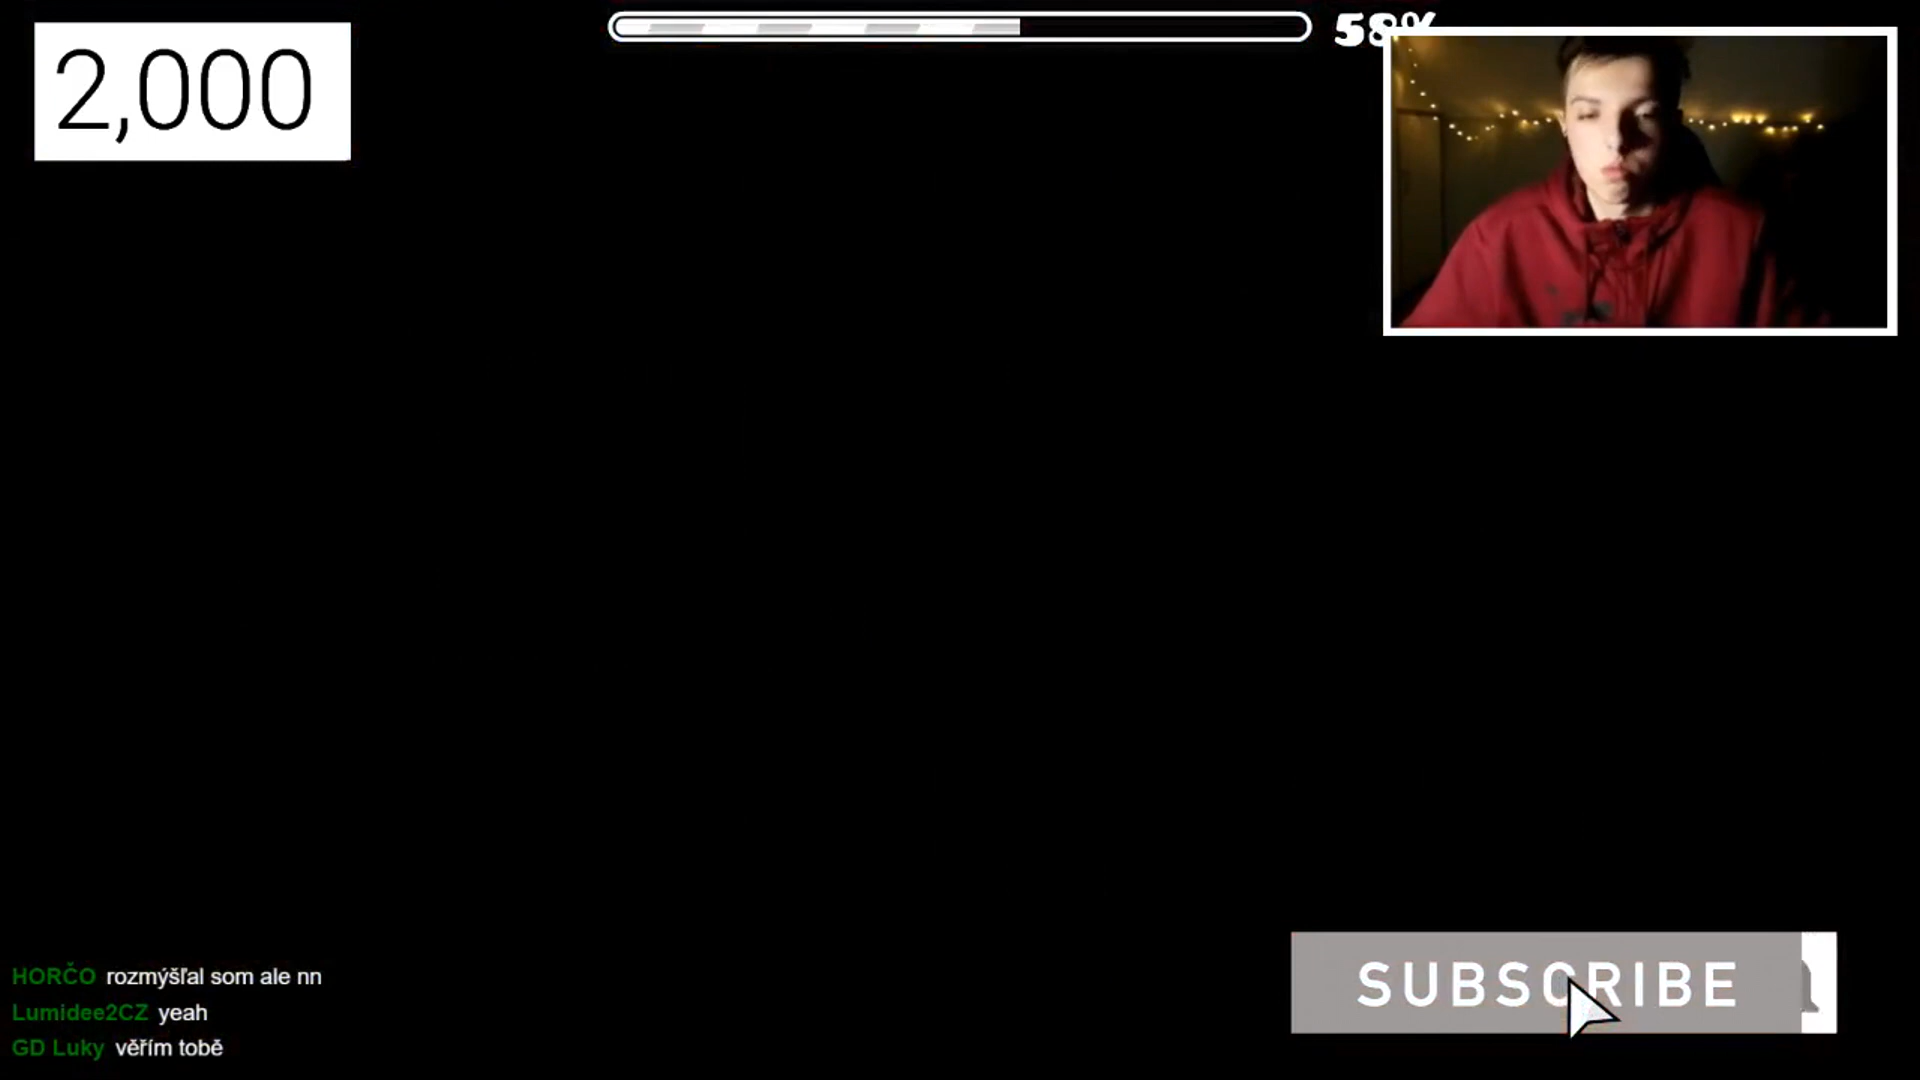 2,000
58%
HORČO rozmýšľal som ale nn
Lumidee2CZ yeah
GD Luky věřím tobě
SUBSCRIBE